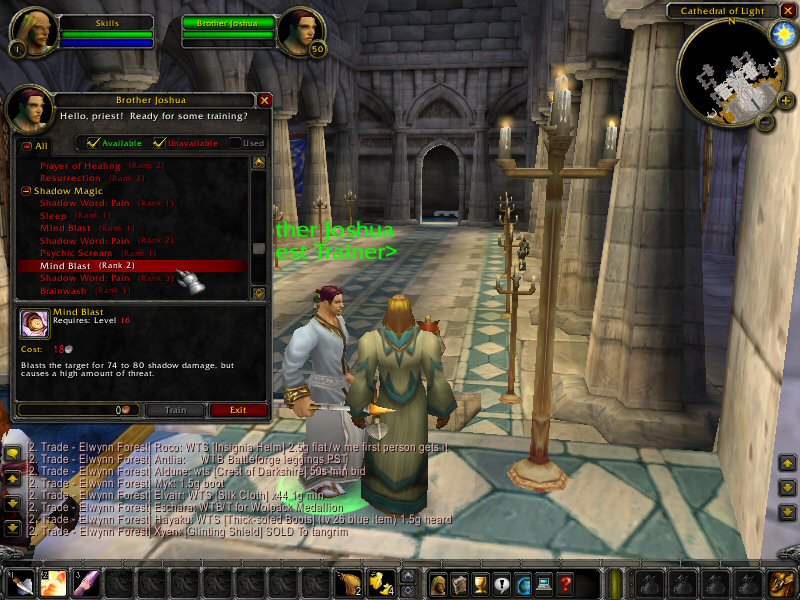 Skills
1
Brother Joshua
50
Cathedral of Light
N
Brother Joshua
Hello, priest! Ready for some training?
All
Available
Unavailable
Used
Prayer of Healing (Rank 2)
Resurrection (Rank 2)
Shadow Magic
Shadow Word: Pain (Rank 1)
Sleep (Rank 1)
Mind Blast (Rank 1)
Shadow Word: Pain (Rank 2)
Psychic Scream (Rank 1)
Mind Blast (Rank 2)
Shadow Word: Pain (Rank 3)
Brainwash (Rank 1)
Mind Blast
Requires: Level 16
Cost: 18
Blasts the target for 74 to 80 shadow damage, but
causes a high amount of threat.
0
Train
Exit
ther Joshua
est Trainer>
[2. Trade - Elwynn Forest] Roco: WTS [Insignia Helm] 2.5g flat/w me first person gets it
[2. Trade - Elwynn Forest] Antlia: WTB Battleforge leggings PST
[2. Trade - Elwynn Forest] Aldune: wts [Crest of Darkshire] 50s min bid
[2. Trade - Elwynn Forest] Myk: 1.5g boot
[2. Trade - Elwynn Forest] Elvair: WTS [Silk Cloth] x44 1g min
[2. Trade - Elwynn Forest] Eschara: WTB/T for Wolpack Medallion
[2. Trade - Elwynn Forest] Hayaku: WTS [Thick-soled Boots] (lv 26 blue item) 1.5g heard
[2. Trade - Elwynn Forest] Xyen: [Glinting Shield] SOLD To tangrim
2
3
2
4